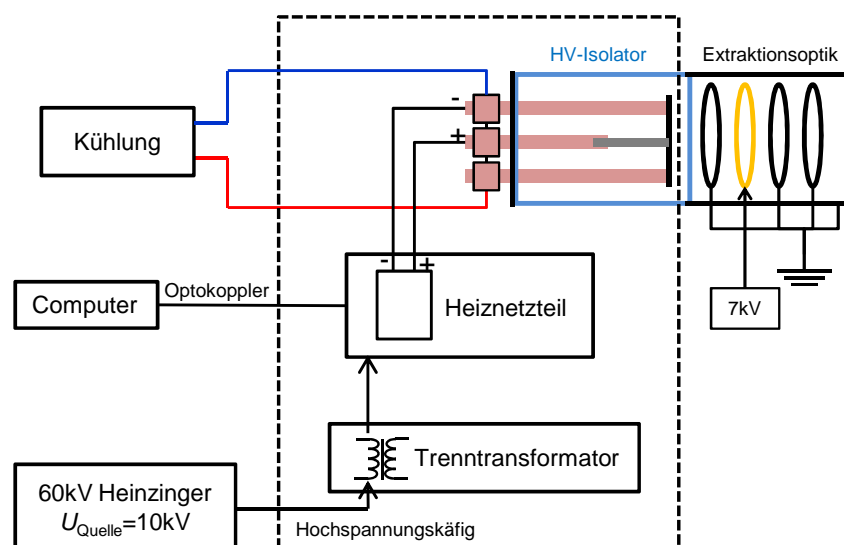 HV-Isolator
Extraktionsoptik
-
+
Kühlung
- +
Computer
Optokoppler
Heiznetzteil
7kV
Trenntransformator
60kV Heinzinger
UQuelle=10kV
Hochspannungskäfig